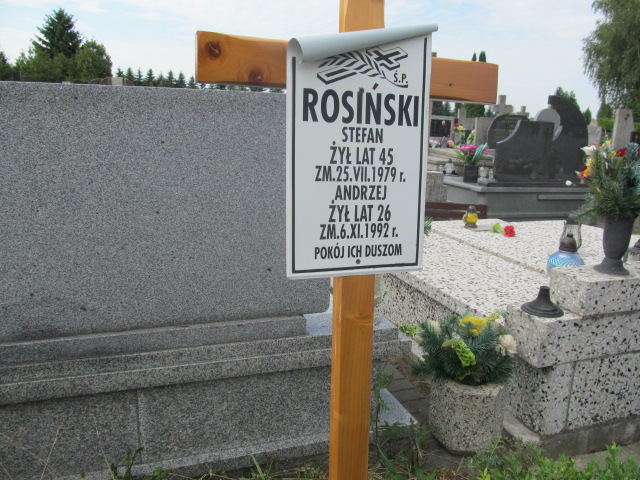 Ś.P.
ROSIŃSKI
STEFAN
ŻYŁ LAT 45
ZM.25.VII.1979 r.
ANDRZEJ
ŻYŁ LAT 26
ZM.6.XI.1992 r.
POKÓJ ICH DUSZOM